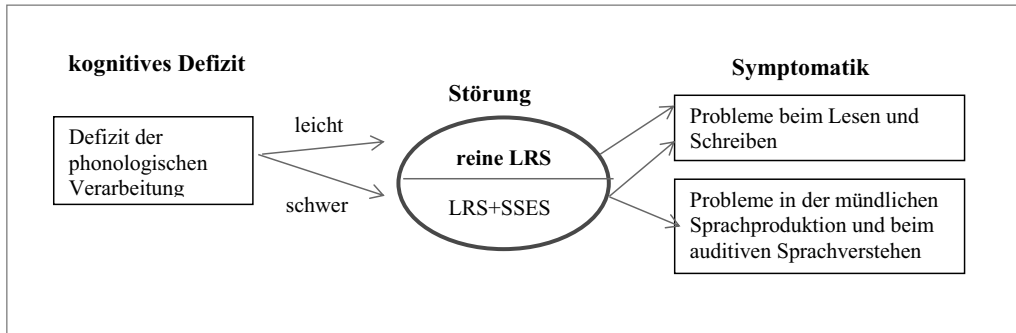 kognitives Defizit
Defizit der
phonologischen
Verarbeitung
leicht
schwer
Störung
reine LRS
LRS+SSES
Symptomatik
Probleme beim Lesen und
Schreiben
Probleme in der mündlichen
Sprachproduktion und beim
auditiven Sprachverstehen